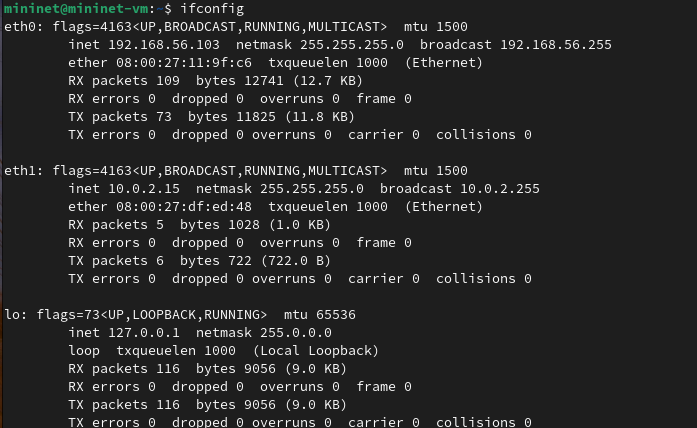 mininet@mininet-vm:~$ ifconfig
eth0: flags=4163<UP,BROADCAST,RUNNING,MULTICAST>  mtu 1500
        inet 192.168.56.103  netmask 255.255.255.0  broadcast 192.168.56.255
        ether 08:00:27:11:9f:c6  txqueuelen 1000  (Ethernet)
        RX packets 109  bytes 12741 (12.7 KB)
        RX errors 0  dropped 0  overruns 0  frame 0
        TX packets 73  bytes 11825 (11.8 KB)
        TX errors 0  dropped 0 overruns 0  carrier 0  collisions 0

eth1: flags=4163<UP,BROADCAST,RUNNING,MULTICAST>  mtu 1500
        inet 10.0.2.15  netmask 255.255.255.0  broadcast 10.0.2.255
        ether 08:00:27:df:ed:48  txqueuelen 1000  (Ethernet)
        RX packets 5  bytes 1028 (1.0 KB)
        RX errors 0  dropped 0  overruns 0  frame 0
        TX packets 6  bytes 722 (722.0 B)
        TX errors 0  dropped 0 overruns 0  carrier 0  collisions 0

lo: flags=73<UP,LOOPBACK,RUNNING>  mtu 65536
        inet 127.0.0.1  netmask 255.0.0.0
        loop  txqueuelen 1000  (Local Loopback)
        RX packets 116  bytes 9056 (9.0 KB)
        RX errors 0  dropped 0  overruns 0  frame 0
        TX packets 116  bytes 9056 (9.0 KB)
        TX errors 0  dropped 0 overruns 0  carrier 0  collisions 0